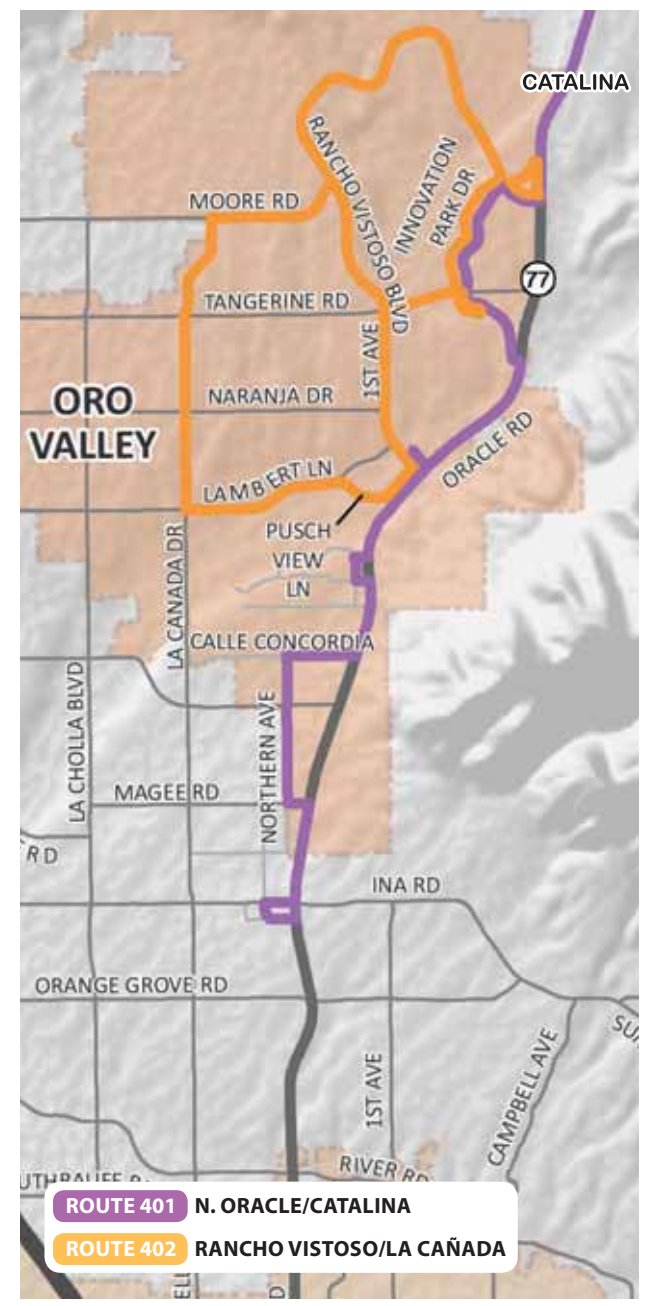 CATALINA
RANCHO VISTOSO BLVD
INNOVATION
PARK DR
MOORE RD
77
TANGERINE RD
1ST AVE
ORO
VALLEY
NARANJA DR
ORACLE RD
LAMBERT LN
PUSCH
VIEW
LN
LA CANADA DR
CALLE CONCORDIA
LA CHOLLA BLVD
NORTHERN AVE
MAGEE RD
RD
INA RD
ORANGE GROVE RD
1ST AVE
CAMPBELL AVE
RIVER RD
ROUTE 401 N. ORACLE/CATALINA
ROUTE 402 RANCHO VISTOSO/LA CAÑADA